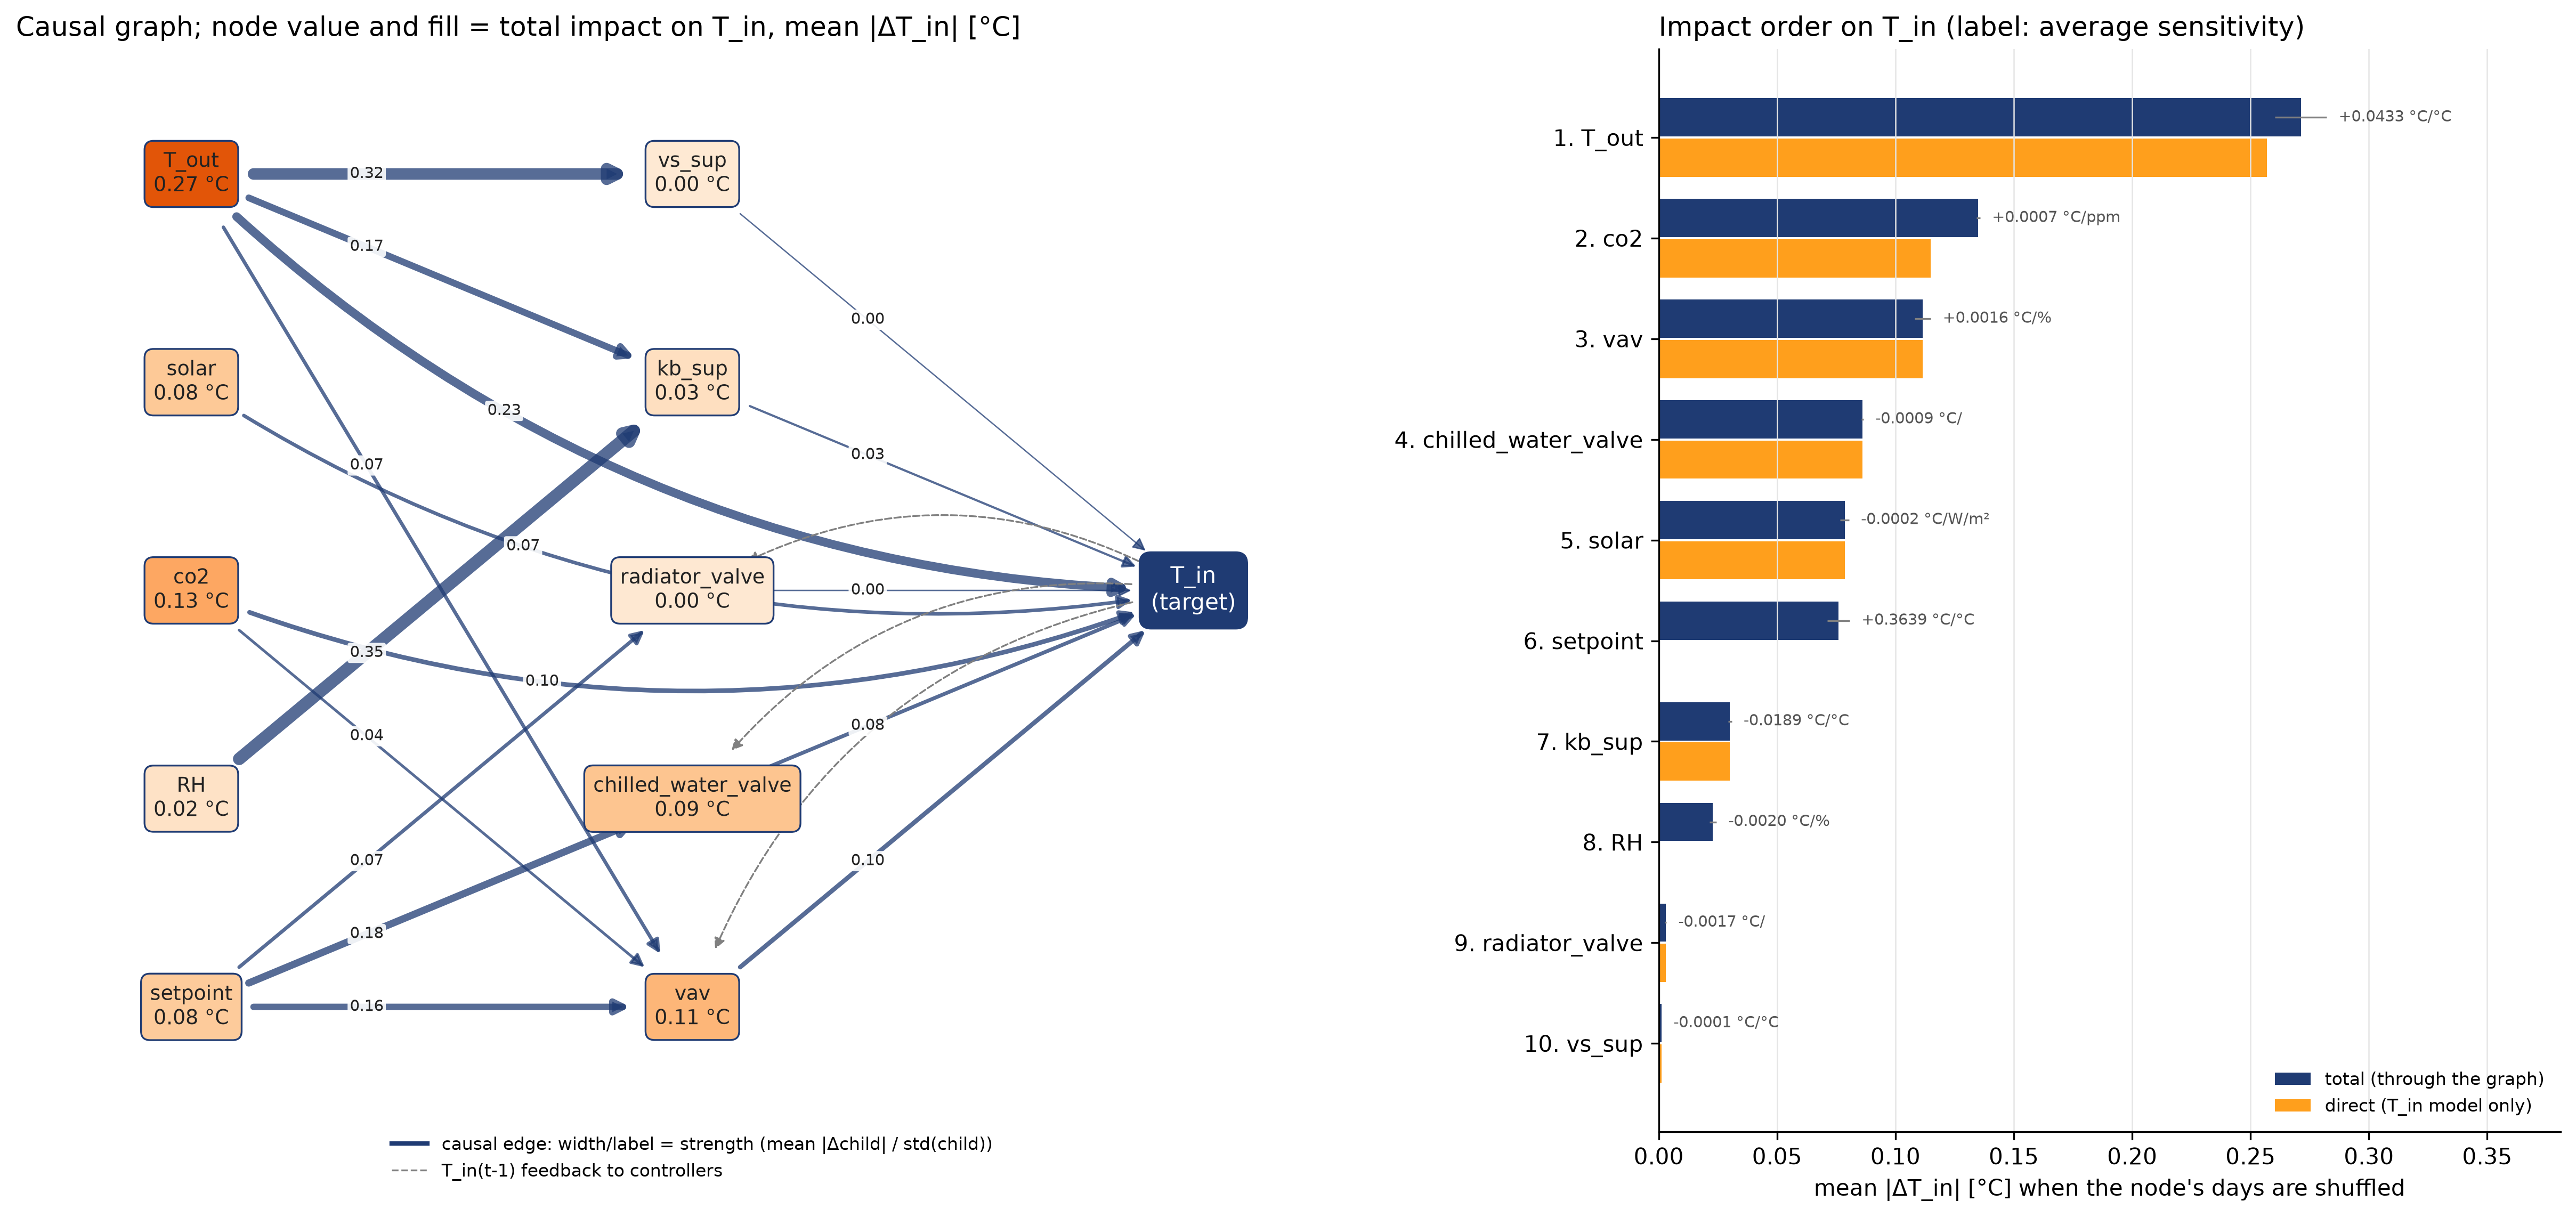 Causal graph; node value and fill = total impact on T_in, mean |ΔT_in| [°C]
T_out
0.27 °C
vs_sup
0.00 °C
0.32
0.17
0.00
solar
0.08 °C
kb_sup
0.03 °C
0.23
0.03
0.07
0.07
co2
0.13 °C
radiator_valve
0.00 °C
0.00
T_in
(target)
0.35
0.10
0.04
0.08
RH
0.02 °C
chilled_water_valve
0.09 °C
0.07
0.10
0.18
setpoint
0.08 °C
0.16
vav
0.11 °C
causal edge: width/label = strength (mean |Δchild| / std(child))
T_in(t-1) feedback to controllers
Impact order on T_in (label: average sensitivity)
1. T_out
+0.0433 °C/°C
2. co2
+0.0007 °C/ppm
3. vav
+0.0016 °C/%
4. chilled_water_valve
-0.0009 °C/
5. solar
-0.0002 °C/W/m²
6. setpoint
+0.3639 °C/°C
7. kb_sup
-0.0189 °C/°C
8. RH
-0.0020 °C/%
9. radiator_valve
-0.0017 °C/
10. vs_sup
-0.0001 °C/°C
total (through the graph)
direct (T_in model only)
0.00 0.05 0.10 0.15 0.20 0.25 0.30 0.35
mean |ΔT_in| [°C] when the node's days are shuffled